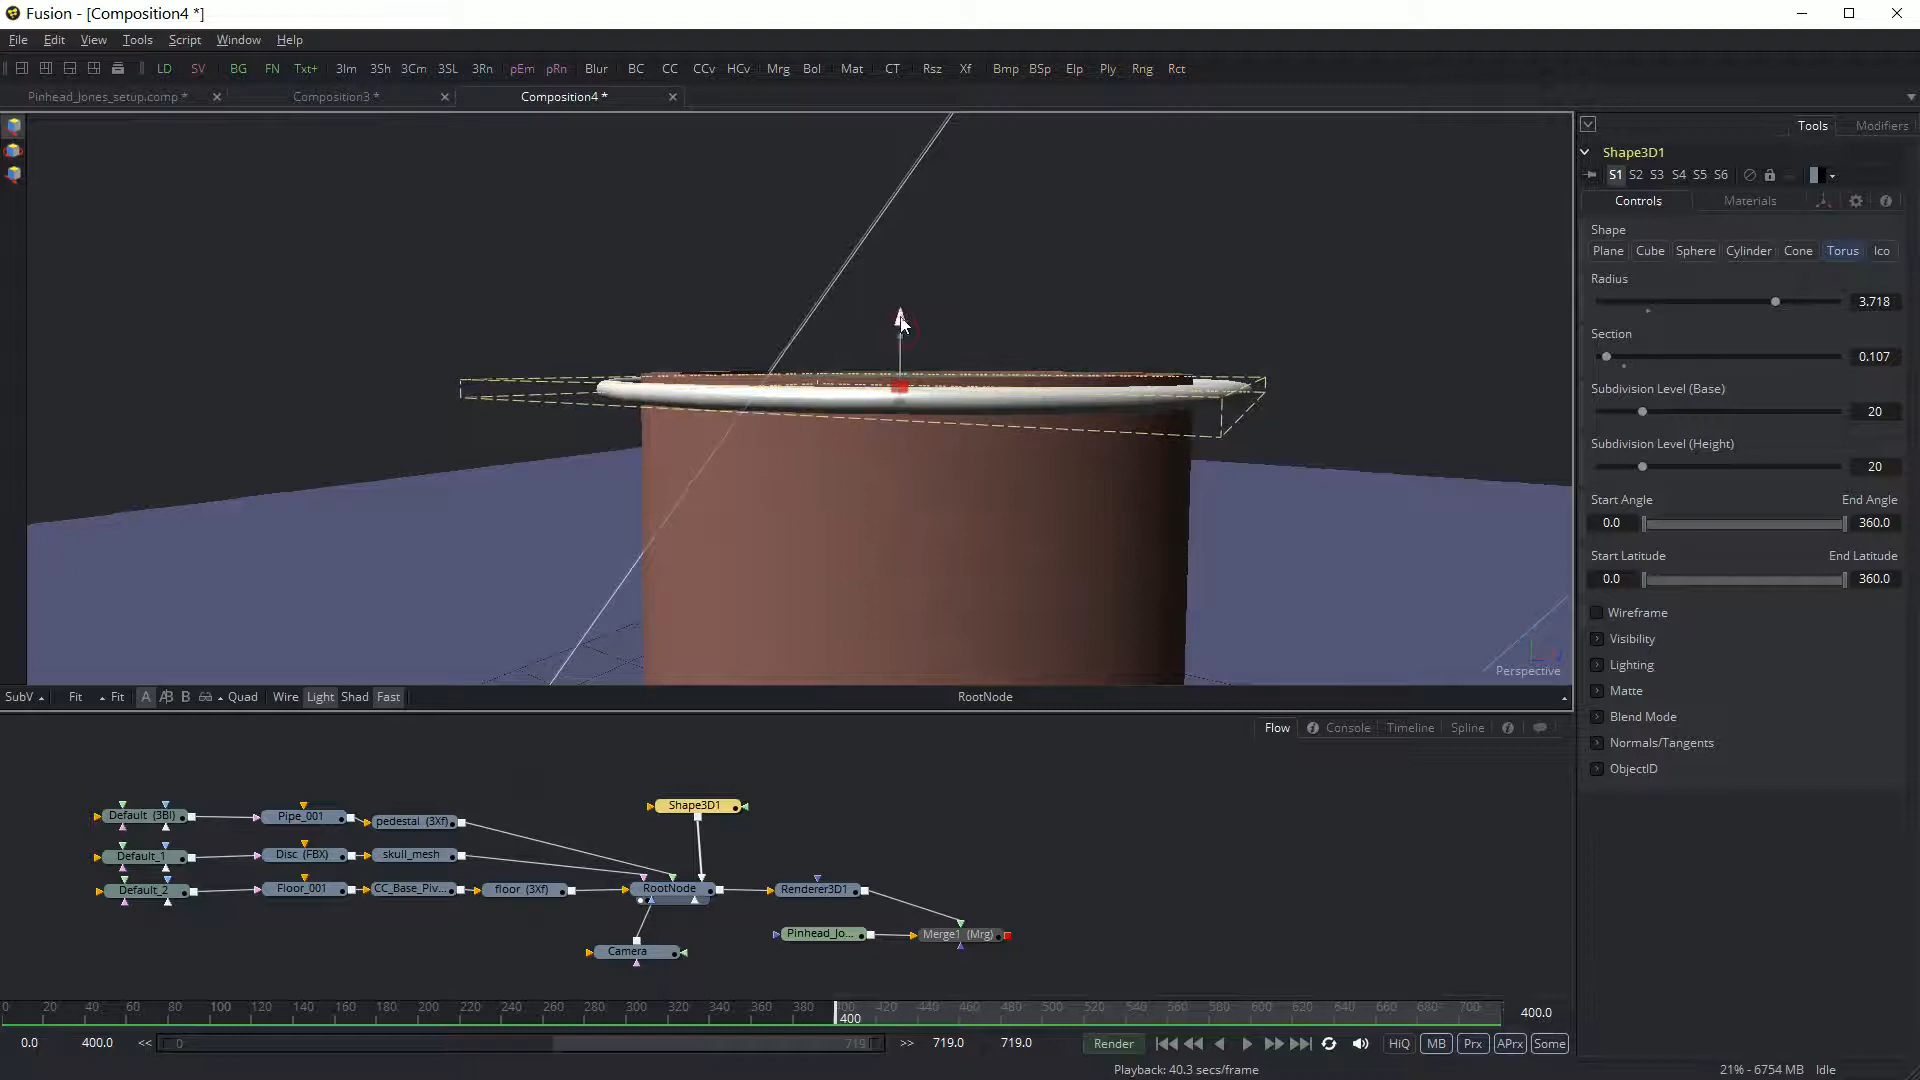 Fusion - [Composition4 *]
File Edit View Tools Script Window Help
LD SV BG FN Txt+ 3Im 3Sh 3Cm 3SL 3Rn pEm pRn Blur BC CC CCv HCv Mrg Bol Mat CT Rsz Xf Bmp BSp Elp Ply Rng Rct
Pinhead_Jones_setup.comp * Composition3 * Composition4 *
Tools Modifiers
Shape3D1
S1 S2 S3 S4 S5 S6
Controls Materials
Shape
Plane Cube Sphere Cylinder Cone Torus Ico
Radius
3.718
Section
0.107
Subdivision Level (Base)
20
Subdivision Level (Height)
20
Start Angle End Angle
0.0 360.0
Start Latitude End Latitude
0.0 360.0
Wireframe
Visibility
Lighting
Matte
Blend Mode
Normals/Tangents
ObjectID
Perspective
SubV Fit Fit A B Quad Wire Light Shad Fast RootNode
Flow Console Timeline Spline
Shape3D1
Default (3Bl) Pipe_001 pedestal (3Xf)
Default_1 Disc (FBX) skull_mesh
Default_2 Floor_001 CC_Base_Piv... floor (3Xf) RootNode Renderer3D1
Pinhead_Jo... Merge1 (Mrg)
Camera
0 20 40 60 80 100 120 140 160 180 200 220 240 260 280 300 320 340 360 380 400 420 440 460 480 500 520 540 560 580 600 620 640 660 680 700
400 400.0
0.0 400.0 << 0 719 >> 719.0 719.0 Render HiQ MB Prx APrx Some
Playback: 40.3 secs/frame 21% - 6754 MB Idle